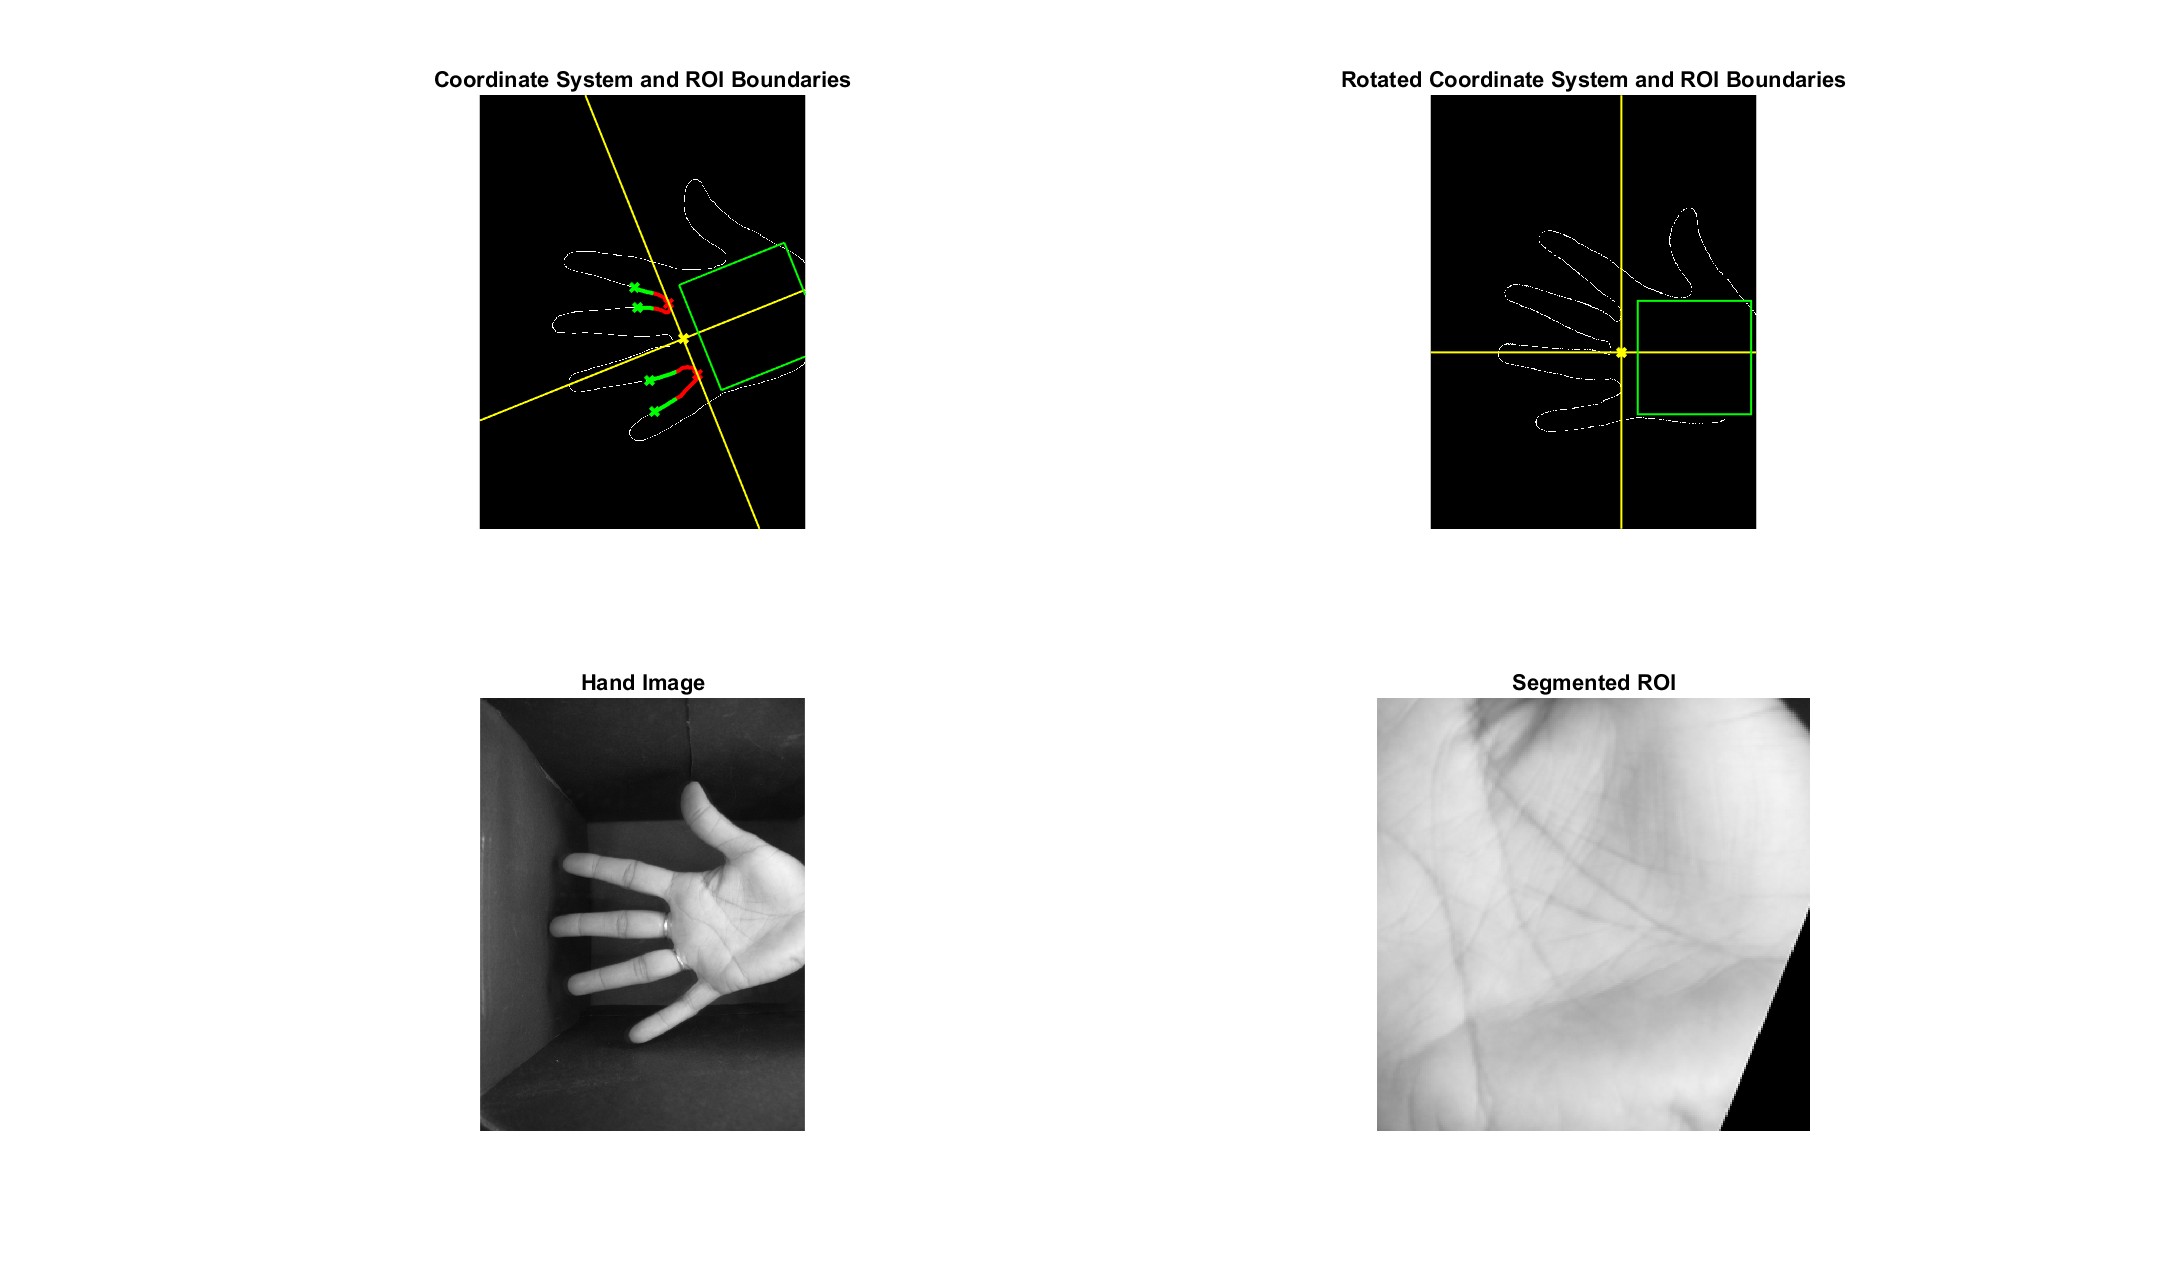 Coordinate System and ROI Boundaries
Rotated Coordinate System and ROI Boundaries
Hand Image
Segmented ROI